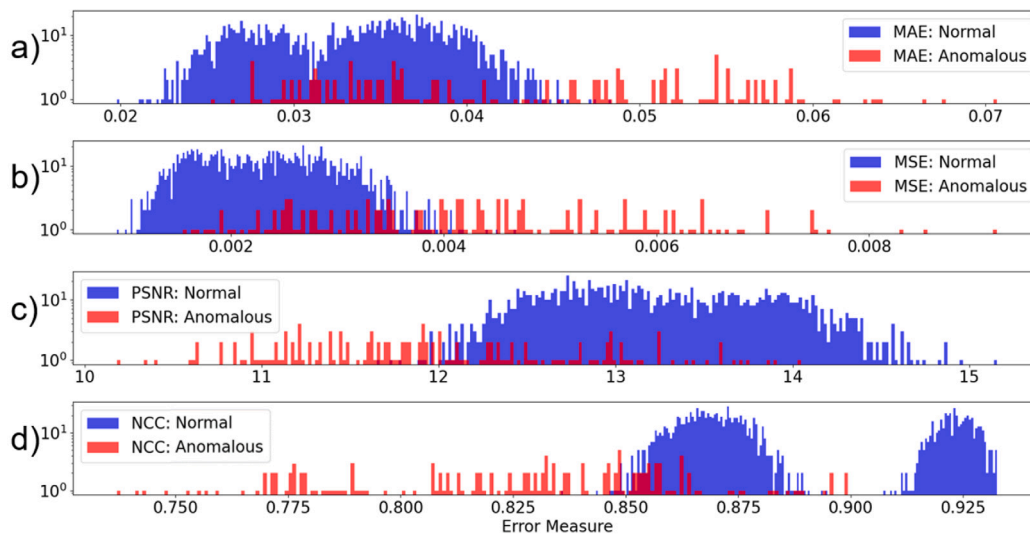 a)
10¹
10⁰
MAE: Normal
MAE: Anomalous
0.02 0.03 0.04 0.05 0.06 0.07
b)
10¹
10⁰
MSE: Normal
MSE: Anomalous
0.002 0.004 0.006 0.008
c)
10¹
10⁰
PSNR: Normal
PSNR: Anomalous
10 11 12 13 14 15
d)
10¹
10⁰
NCC: Normal
NCC: Anomalous
0.750 0.775 0.800 0.825 0.850 0.875 0.900 0.925
Error Measure